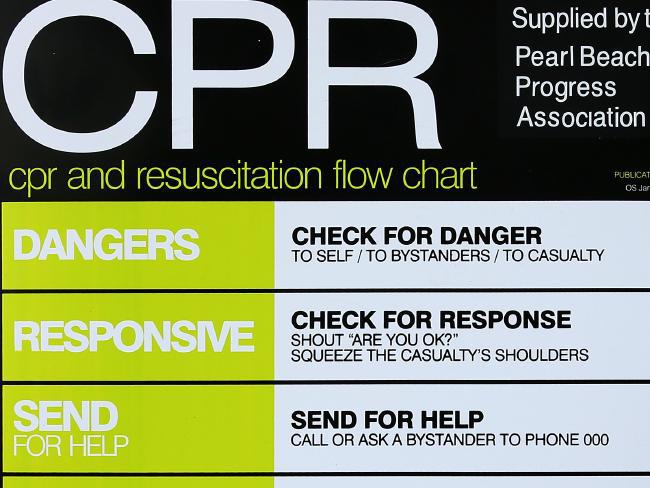 CPR
Supplied by t
Pearl Beach
Progress
Association
cpr and resuscitation flow chart
PUBLICAT
OS Jan
DANGERS
CHECK FOR DANGER
TO SELF / TO BYSTANDERS / TO CASUALTY
RESPONSIVE
CHECK FOR RESPONSE
SHOUT "ARE YOU OK?"
SQUEEZE THE CASUALTY'S SHOULDERS
SEND
FOR HELP
SEND FOR HELP
CALL OR ASK A BYSTANDER TO PHONE 000